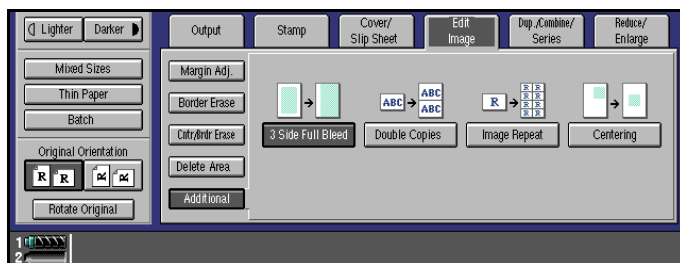 Lighter Darker
Mixed Sizes
Thin Paper
Batch
Original Orientation
R R R R
Rotate Original
Output
Stamp
Cover/
Slip Sheet
Edit
Image
Dup./Combine/
Series
Reduce/
Enlarge
Margin Adj.
Border Erase
Cntr/Brdr Erase
Delete Area
Additional
3 Side Full Bleed
ABC ABC
ABC
Double Copies
R R R
R R
R R
R R
Image Repeat
Centering
1
2